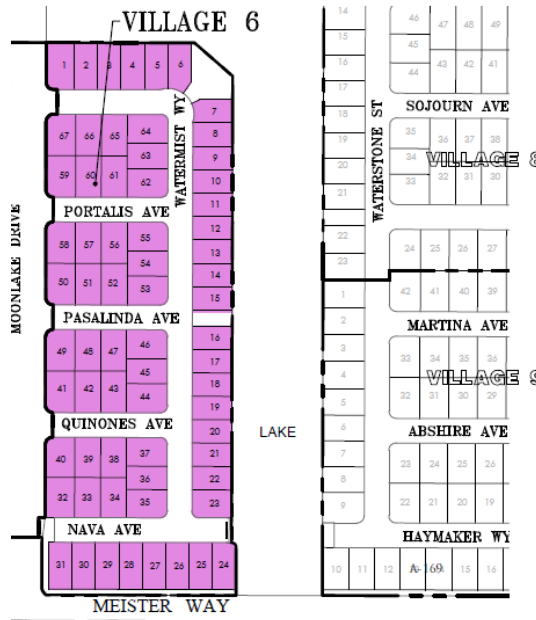 VILLAGE 6
1 2 3 4 5 6
7
8
9
10
11
12
13
14
15
16
17
18
19
20
21
22
23
67 66 65 64
63
59 60 61 62
PORTALIS AVE
58 57 56 55
54
50 51 52 53
PASALINDA AVE
49 48 47 46
45
41 42 43 44
QUINONES AVE
40 39 38 37
36
32 33 34 35
NAVA AVE
31 30 29 28 27 26 25 24
MEISTER WAY
MOONLAKE DRIVE
WATERMIST WY
LAKE
WATERSTONE ST
14
15
16
17
18
19
20
21
22
23
46 47 48 49
45
44 43 42 41
SOJOURN AVE
35 36 37 38
34
VILLAGE 8
33 32 31 30
24 25 26 27
1
2
3
4
5
6
7
8
9
42 41 40 39
MARTINA AVE
33 34 35 36
VILLAGE 9
32 31 30 29
ABSHIRE AVE
23 24 25 26
22 21 20 19
HAYMAKER WY
10 11 12 A-169 15 16